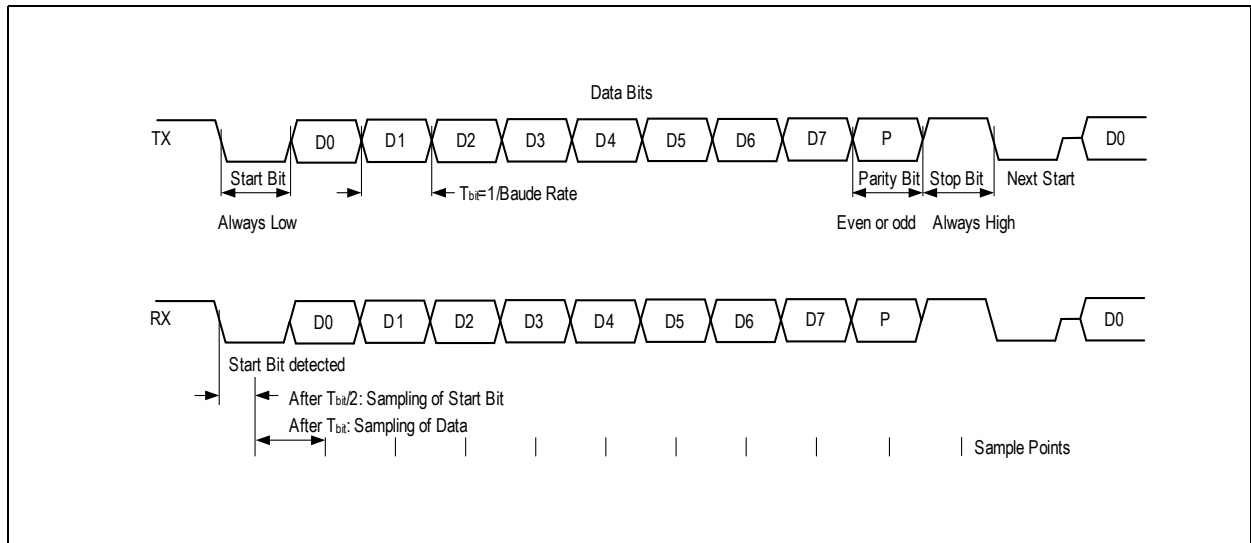 Data Bits
TX D0 D1 D2 D3 D4 D5 D6 D7 P D0
Start Bit Tbit=1/Baude Rate Parity Bit Stop Bit Next Start
Always Low Even or odd Always High
RX D0 D1 D2 D3 D4 D5 D6 D7 P D0
Start Bit detected
After Tbit/2: Sampling of Start Bit
After Tbit: Sampling of Data
Sample Points